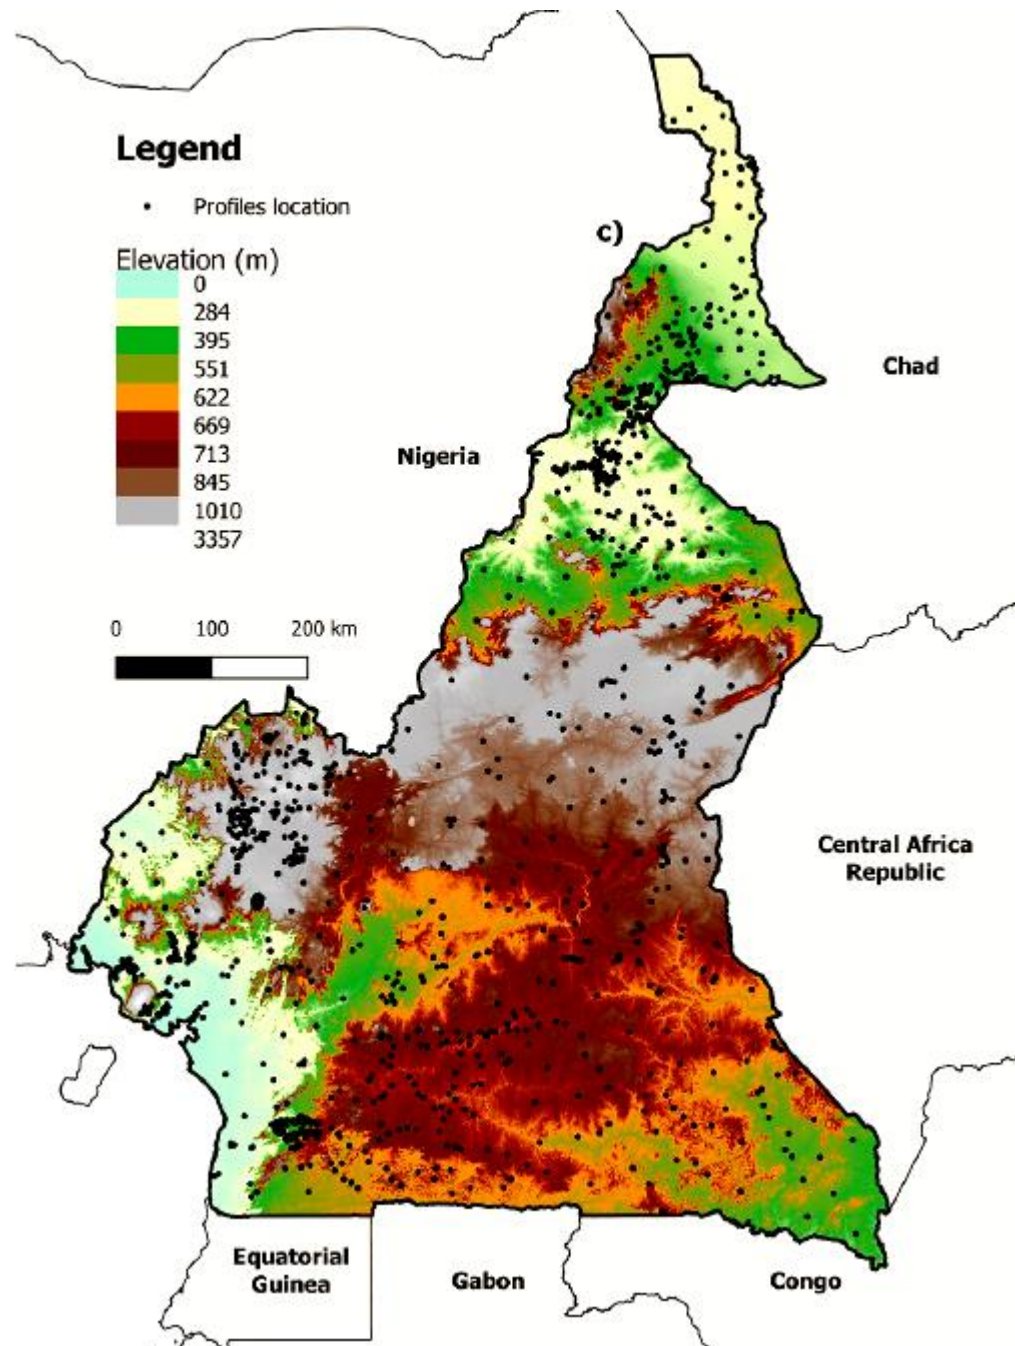 Legend
Profiles location
c)
Elevation (m)
0
284
395
551
622
669
713
845
1010
3357
Chad
Nigeria
0 100 200 km
Central Africa
Republic
Equatorial
Guinea
Gabon
Congo